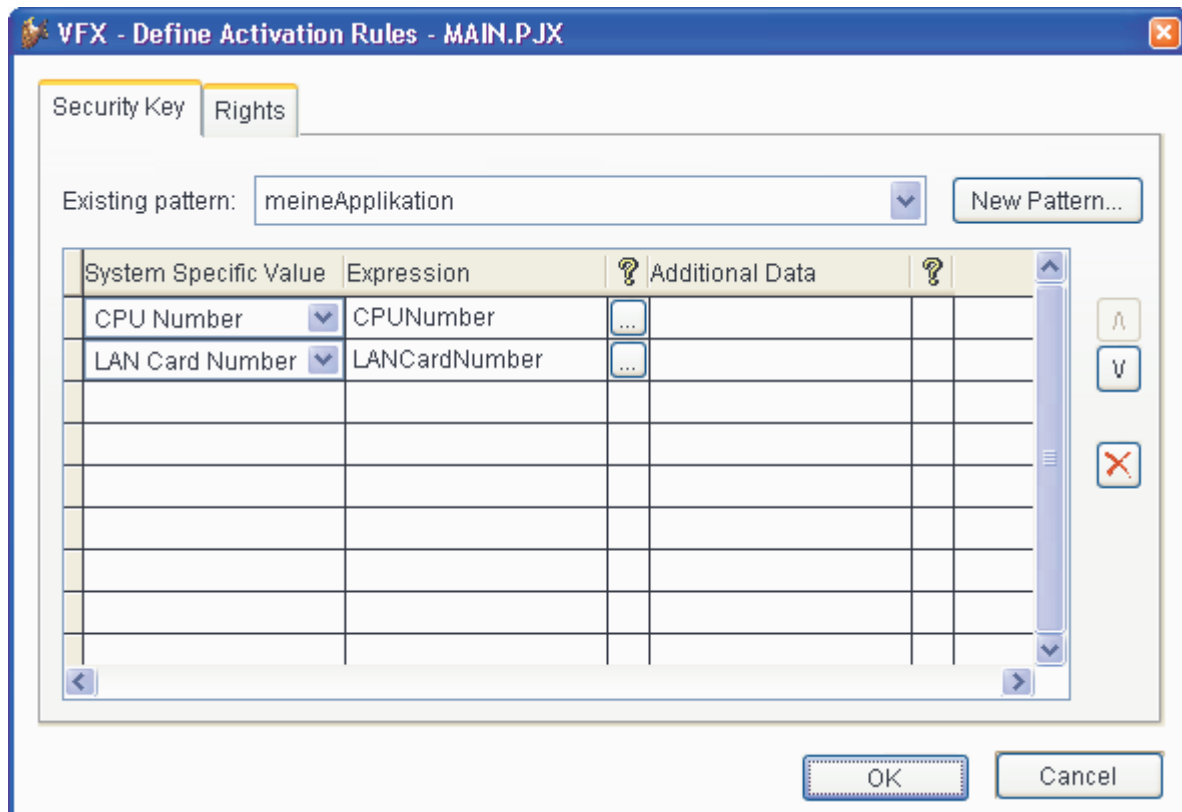 VFX - Define Activation Rules - MAIN.PJX
Security Key Rights
Existing pattern: meineApplikation New Pattern...
System Specific Value Expression ? Additional Data ?
CPU Number CPUNumber ...
LAN Card Number LANCardNumber ...
OK Cancel